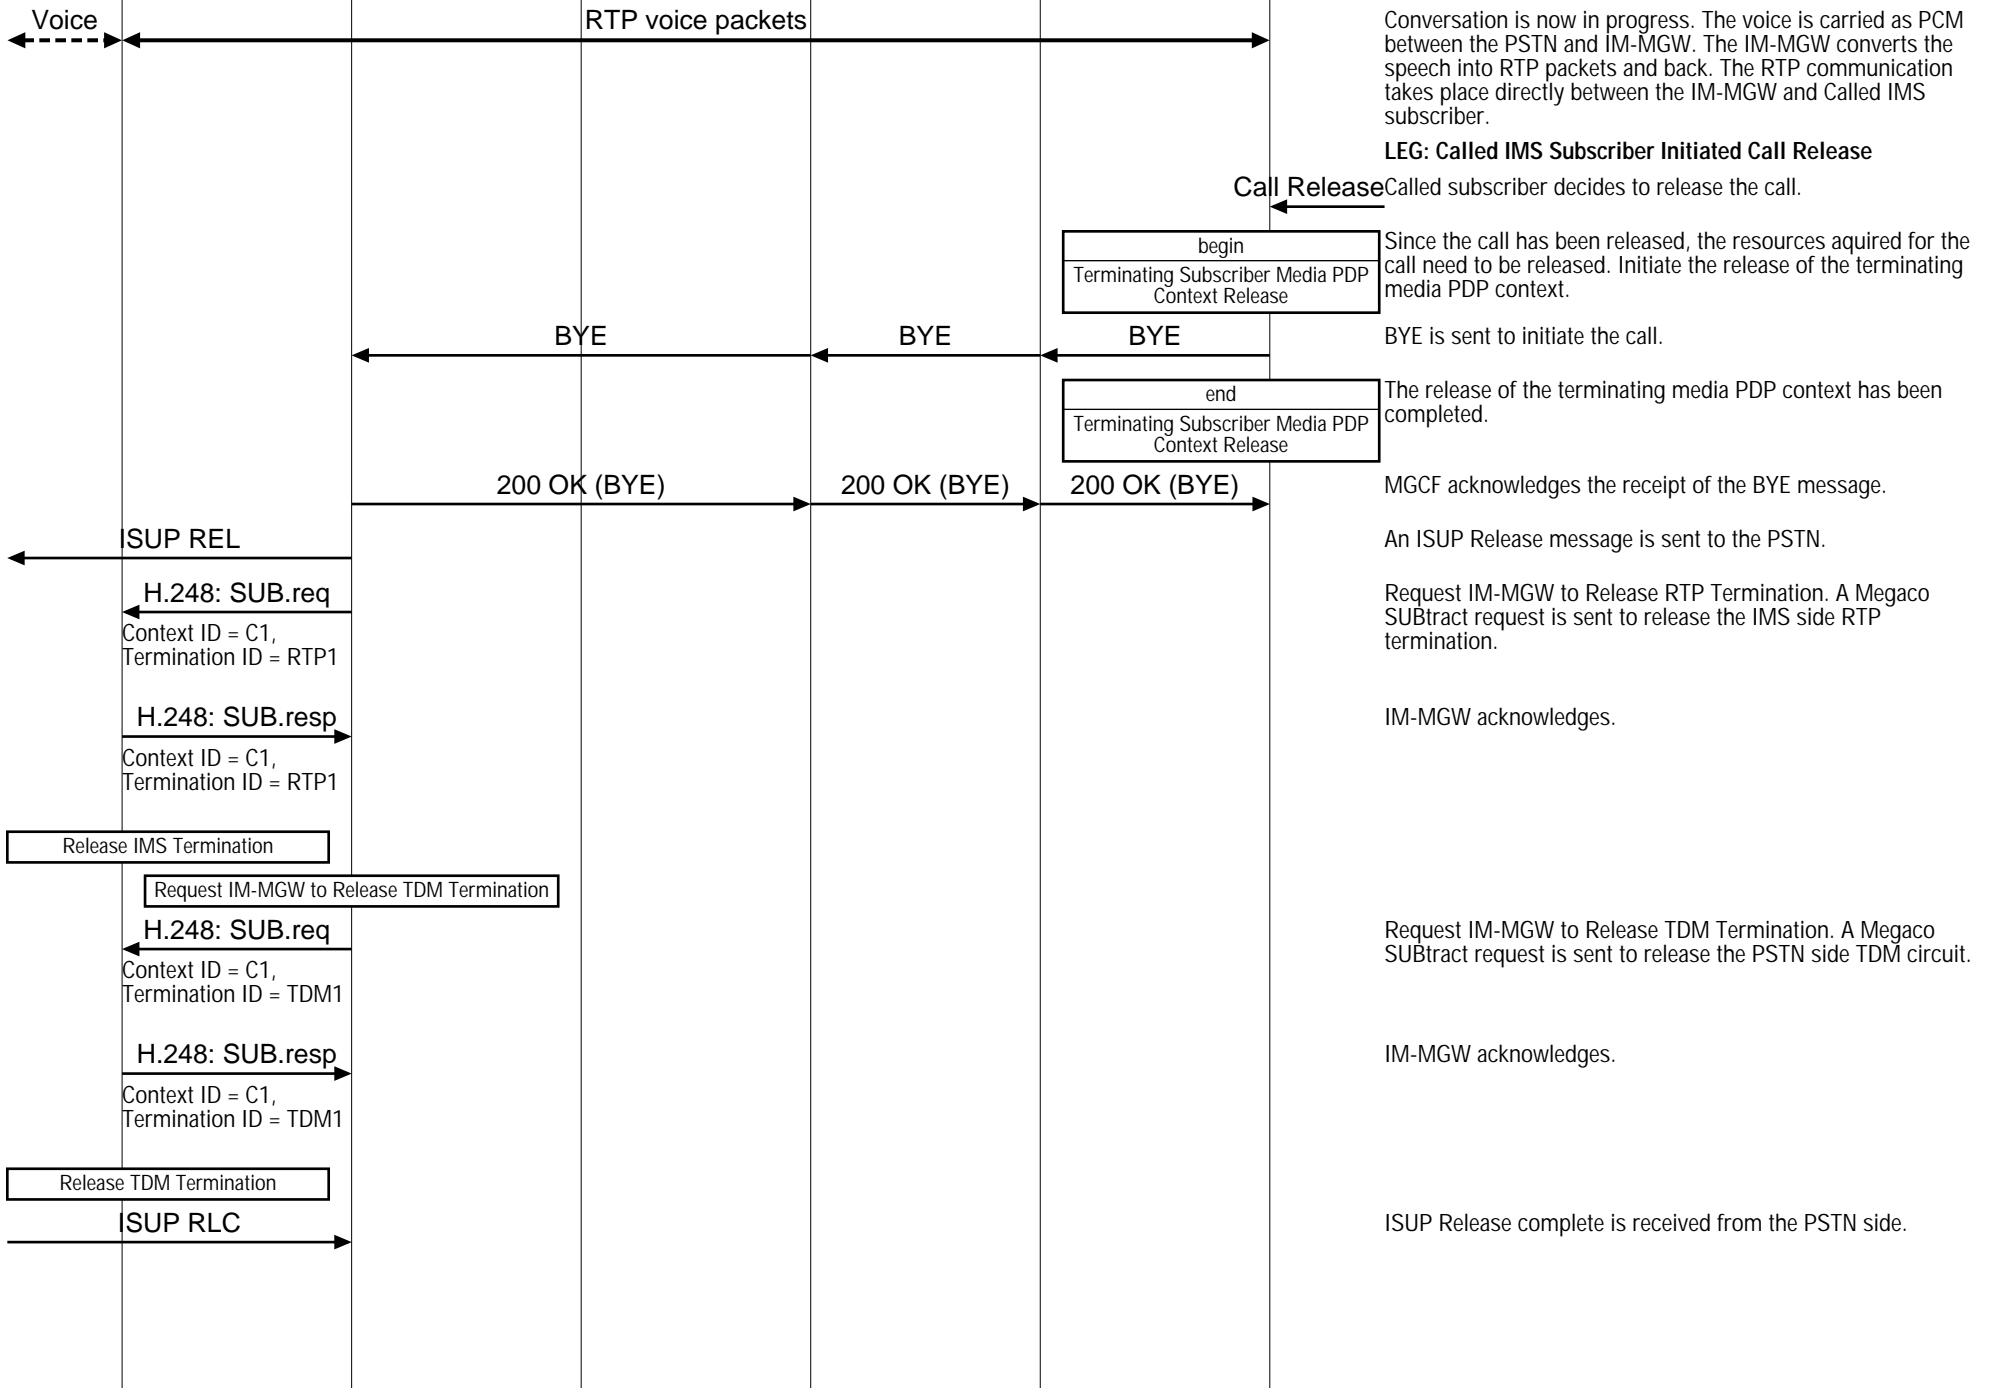 Voice
RTP voice packets
Conversation is now in progress. The voice is carried as PCM
between the PSTN and IM-MGW. The IM-MGW converts the
speech into RTP packets and back. The RTP communication
takes place directly between the IM-MGW and Called IMS
subscriber.
LEG: Called IMS Subscriber Initiated Call Release
Call Release
Called subscriber decides to release the call.
begin
Terminating Subscriber Media PDP
Context Release
Since the call has been released, the resources aquired for the
call need to be released. Initiate the release of the terminating
media PDP context.
BYE
BYE
BYE
BYE is sent to initiate the call.
end
Terminating Subscriber Media PDP
Context Release
The release of the terminating media PDP context has been
completed.
200 OK (BYE)
200 OK (BYE)
200 OK (BYE)
MGCF acknowledges the receipt of the BYE message.
ISUP REL
An ISUP Release message is sent to the PSTN.
H.248: SUB.req
Context ID = C1,
Termination ID = RTP1
Request IM-MGW to Release RTP Termination. A Megaco
SUBtract request is sent to release the IMS side RTP
termination.
H.248: SUB.resp
Context ID = C1,
Termination ID = RTP1
IM-MGW acknowledges.
Release IMS Termination
Request IM-MGW to Release TDM Termination
H.248: SUB.req
Context ID = C1,
Termination ID = TDM1
Request IM-MGW to Release TDM Termination. A Megaco
SUBtract request is sent to release the PSTN side TDM circuit.
H.248: SUB.resp
Context ID = C1,
Termination ID = TDM1
IM-MGW acknowledges.
Release TDM Termination
ISUP RLC
ISUP Release complete is received from the PSTN side.